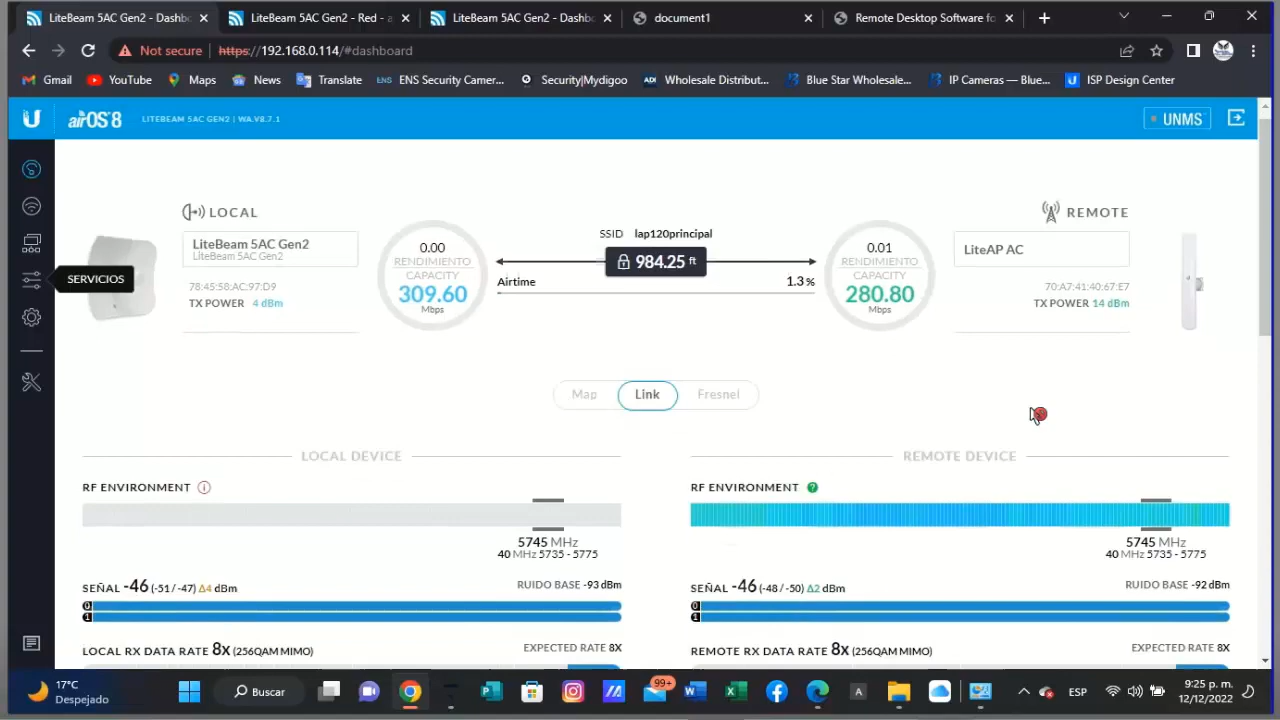 LiteBeam 5AC Gen2 - Dashbo
LiteBeam 5AC Gen2 - Red - a
LiteBeam 5AC Gen2 - Dashbo
document1
Remote Desktop Software fo
Not secure | https://192.168.0.114/#dashboard
Gmail YouTube Maps News Translate ENS ENS Security Camer... Security|Mydigoo ADI Wholesale Distribut... Blue Star Wholesale... IP Cameras — Blue... ISP Design Center
airOS 8 LITEBEAM 5AC GEN2 | WA.V8.7.1 UNMS
LOCAL
LiteBeam 5AC Gen2
LiteBeam 5AC Gen2
78:45:58:AC:97:D9
TX POWER 4 dBm
SERVICIOS
0.00
RENDIMIENTO
CAPACITY
309.60
Mbps
SSID lap120principal
984.25 ft
Airtime 1.3 %
0.01
RENDIMIENTO
CAPACITY
280.80
Mbps
REMOTE
LiteAP AC
70:A7:41:40:67:E7
TX POWER 14 dBm
Map Link Fresnel
LOCAL DEVICE
RF ENVIRONMENT
5745 MHz
40 MHz 5735 - 5775
SEÑAL -46 (-51 / -47) Δ4 dBm RUIDO BASE -93 dBm
0
1
LOCAL RX DATA RATE 8x (256QAM MIMO) EXPECTED RATE 8X
REMOTE DEVICE
RF ENVIRONMENT
5745 MHz
40 MHz 5735 - 5775
SEÑAL -46 (-48 / -50) Δ2 dBm RUIDO BASE -92 dBm
0
1
REMOTE RX DATA RATE 8x (256QAM MIMO) EXPECTED RATE 8X
17°C
Despejado
Buscar
99+
ESP
9:25 p. m.
12/12/2022